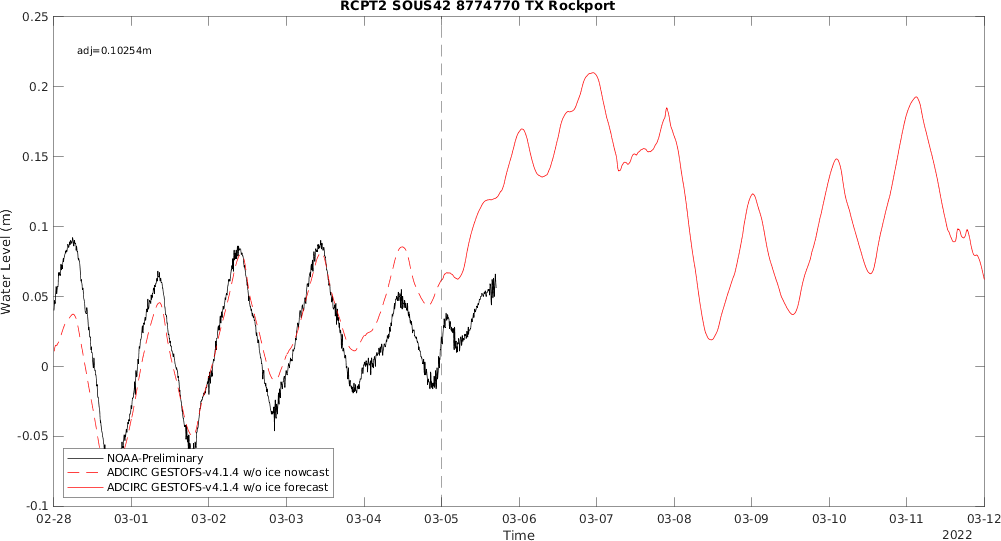 RCPT2 SOUS42 8774770 TX Rockport
adj=0.10254m
0.25
0.2
0.15
0.1
0.05
0
-0.05
-0.1
Water Level (m)
NOAA-Preliminary
ADCIRC GESTOFS-v4.1.4 w/o ice nowcast
ADCIRC GESTOFS-v4.1.4 w/o ice forecast
02-28 03-01 03-02 03-03 03-04 03-05 03-06 03-07 03-08 03-09 03-10 03-11 03-12
Time
2022